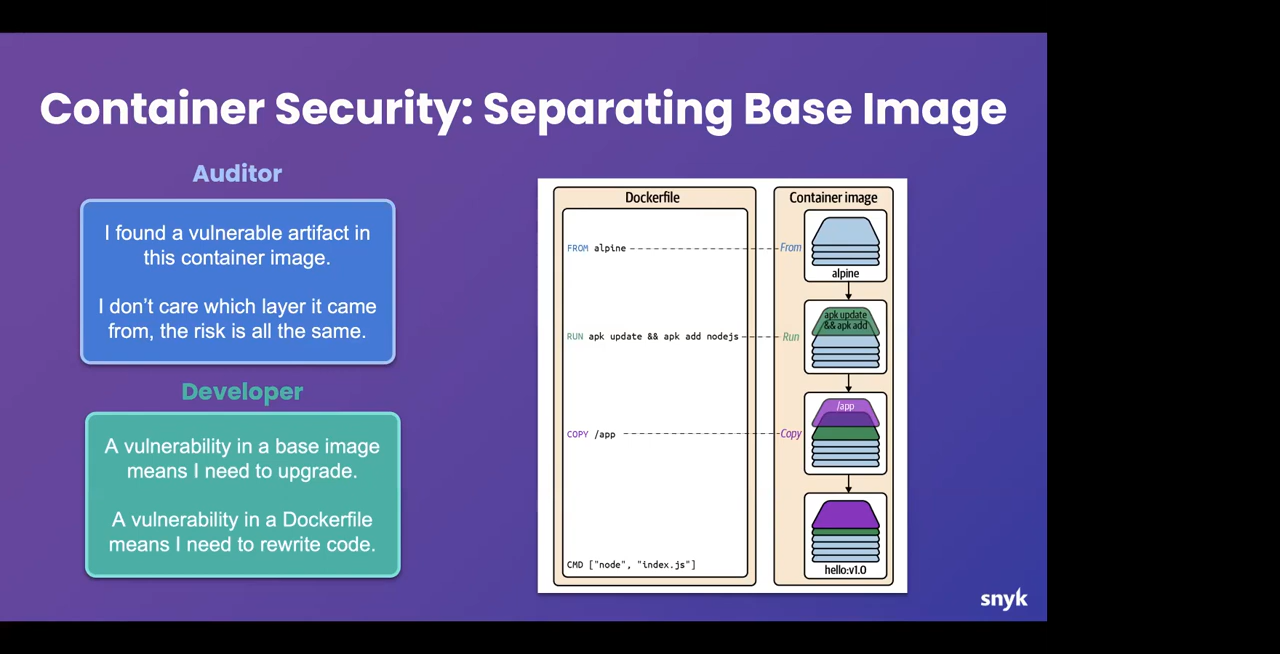 Container Security: Separating Base Image
Auditor
I found a vulnerable artifact in
this container image.
I don’t care which layer it came
from, the risk is all the same.
Developer
A vulnerability in a base image
means I need to upgrade.
A vulnerability in a Dockerfile
means I need to rewrite code.
Dockerfile
FROM alpine
RUN apk update && apk add nodejs
COPY /app
CMD ["node", "index.js"]
Container image
From
alpine
apk update
&& apk add
Run
/app
Copy
hello:v1.0
snyk